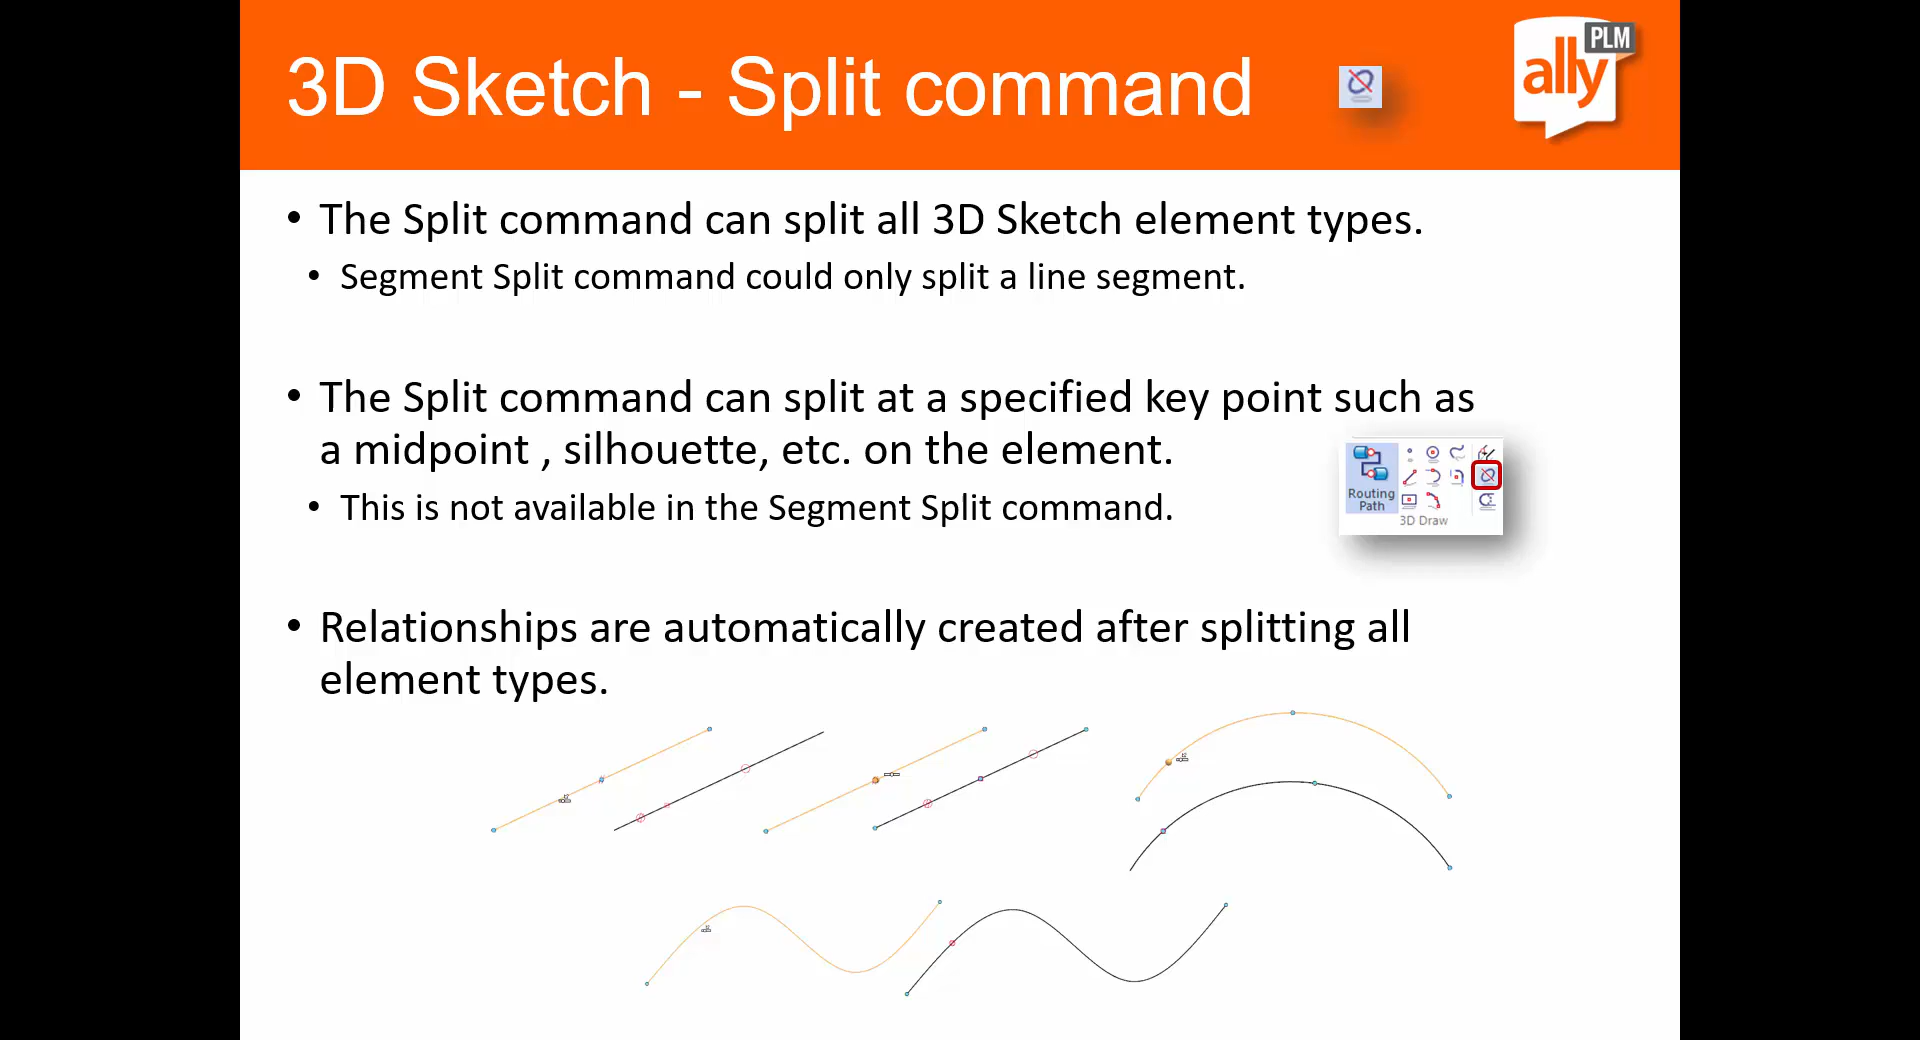 3D Sketch - Split command
PLM
ally
• The Split command can split all 3D Sketch element types.
• Segment Split command could only split a line segment.
• The Split command can split at a specified key point such as
a midpoint , silhouette, etc. on the element.
• This is not available in the Segment Split command.
Routing
Path
3D Draw
• Relationships are automatically created after splitting all
element types.